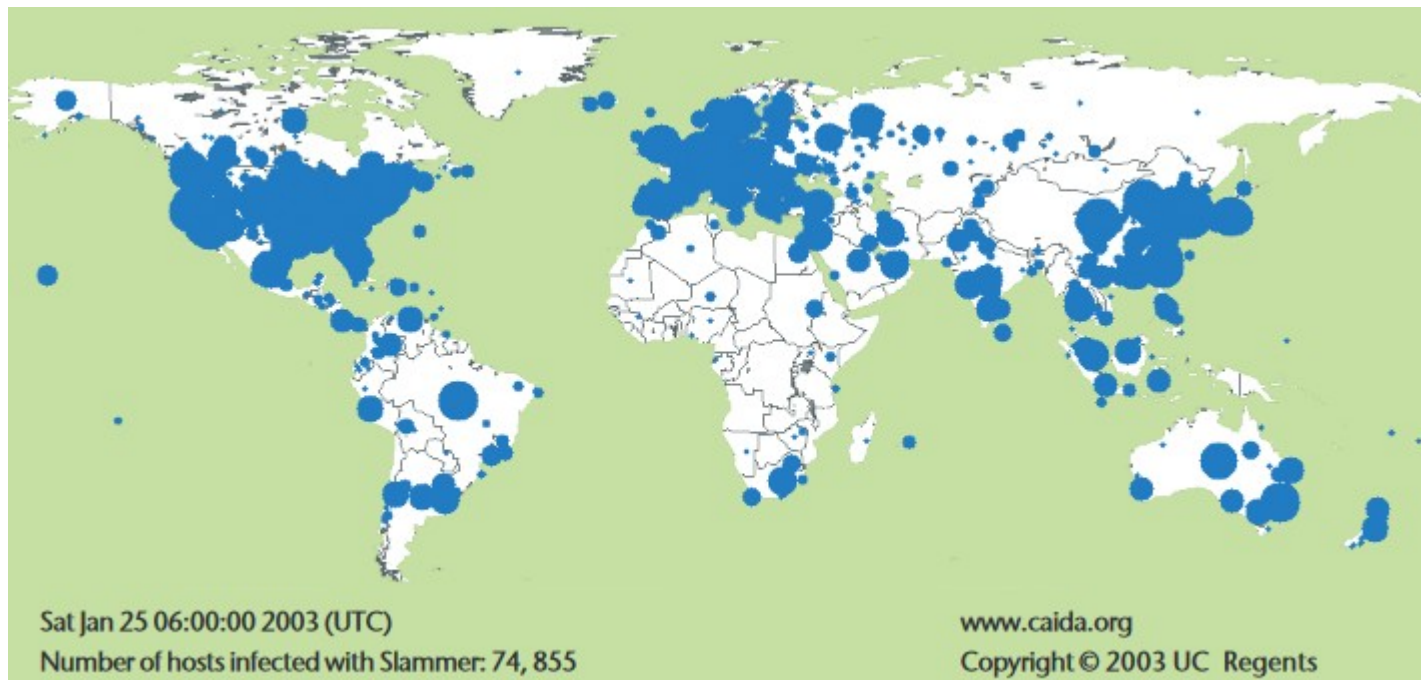 Sat Jan 25 06:00:00 2003 (UTC)
Number of hosts infected with Slammer: 74, 855
www.caida.org
Copyright © 2003 UC Regents